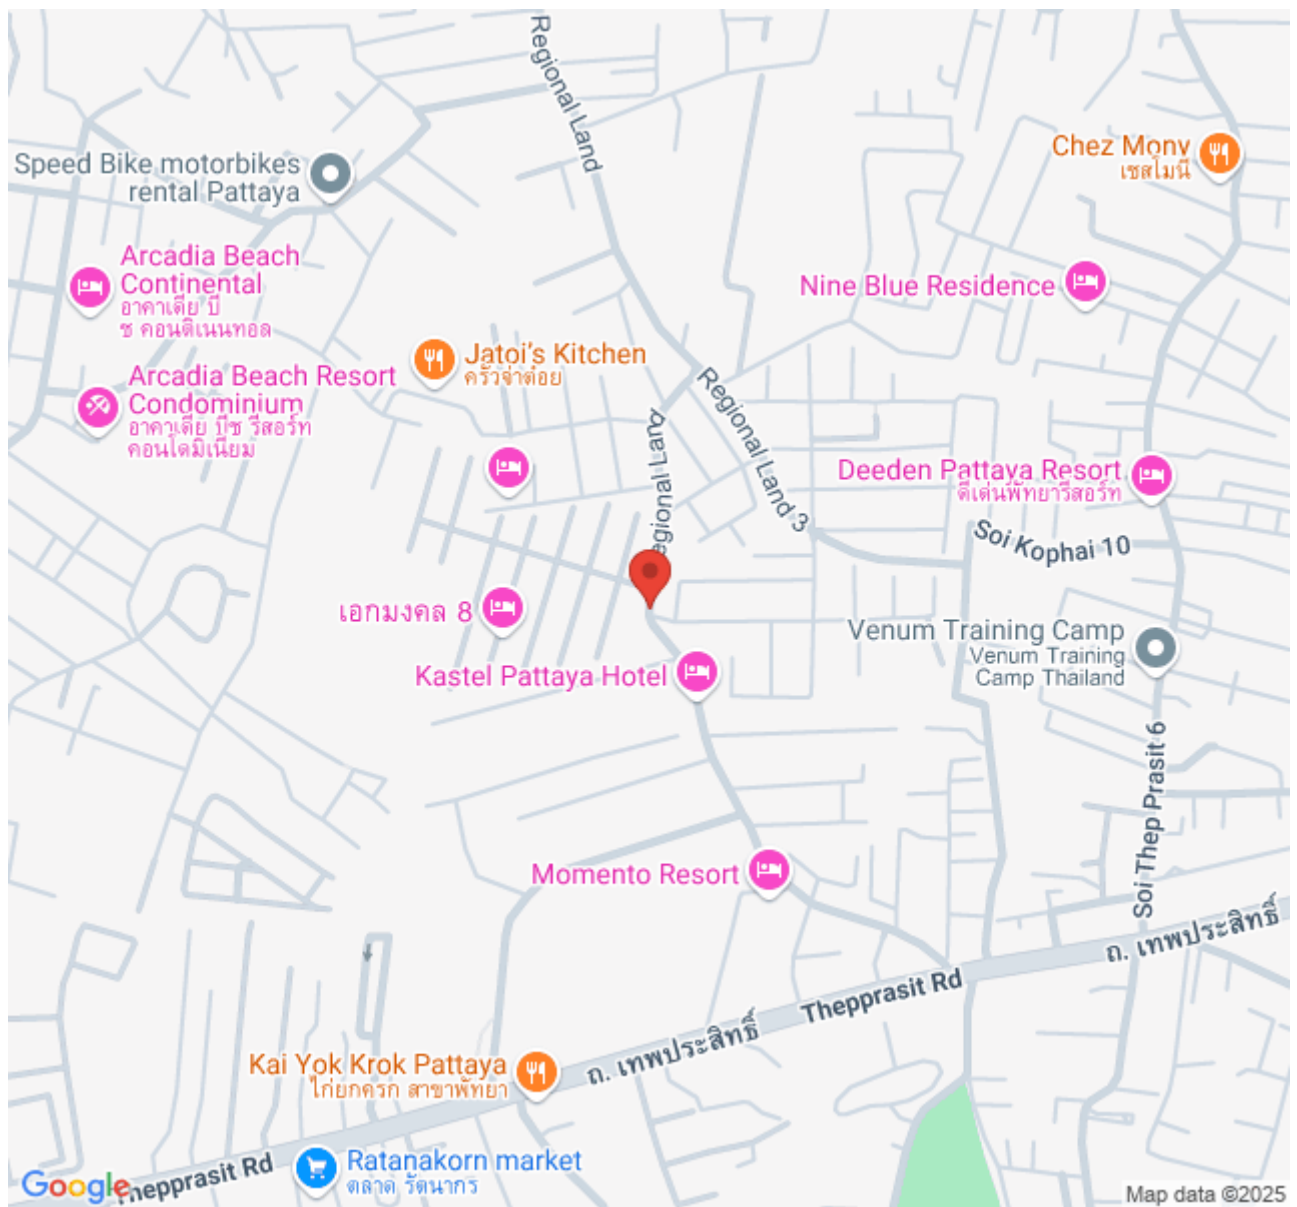 Regional Land
Speed Bike motorbikes
rental Pattaya
Chez Mony
เชสโมนี
Arcadia Beach
Continental
อาคาเดีย บี
ช คอนติเนนทอล
Nine Blue Residence
Jatoi's Kitchen
ครัวจ่าต๋อย
Arcadia Beach Resort
Condominium
อาคาเดีย บีช รีสอร์ท
คอนโดมิเนียม
Regional Land 3
Regional Land
Deeden Pattaya Resort
ดีเด่นพัทยารีสอร์ท
Soi Kophai 10
เอกมงคล 8
Venum Training Camp
Venum Training
Camp Thailand
Kastel Pattaya Hotel
Soi Thep Prasit 6
Momento Resort
ถ. เทพประสิทธิ์
Thepprasit Rd
ถ. เทพประสิทธิ์
Kai Yok Krok Pattaya
ไก่ยกครก สาขาพัทยา
Ratanakorn market
ตลาด รัตนากร
Thepprasit Rd
Google
Map data ©2025